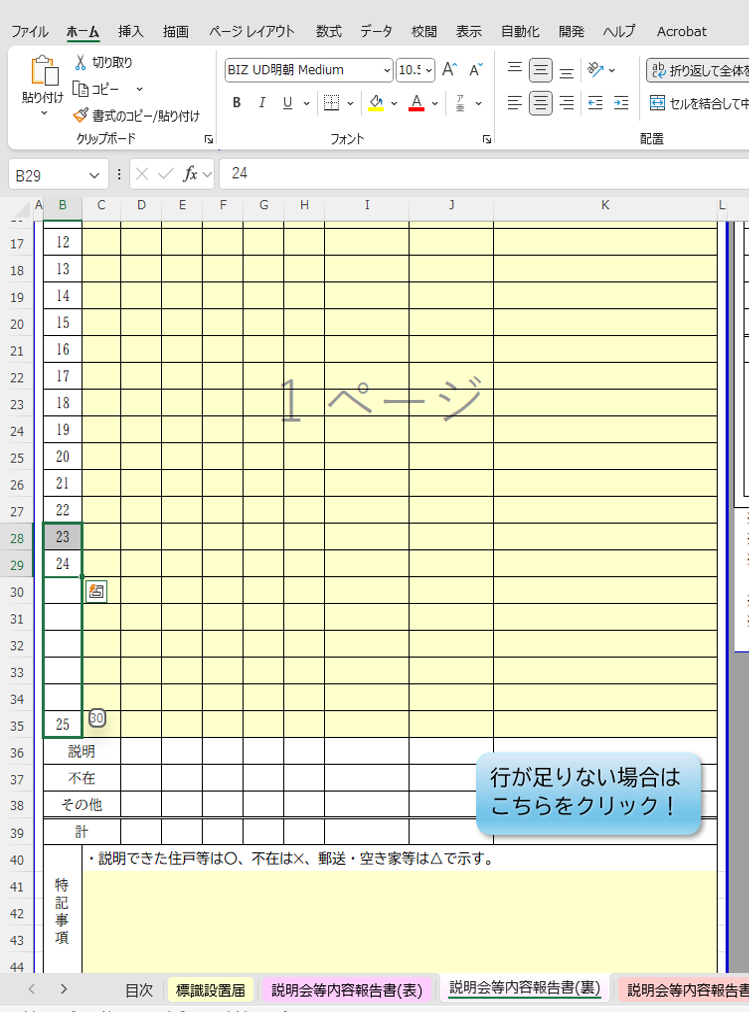 ファイル ホーム 挿入 描画 ページ レイアウト 数式 データ 校閲 表示 自動化 開発 ヘルプ Acrobat
貼り付け
切り取り
コピー
書式のコピー/貼り付け
クリップボード
BIZ UD明朝 Medium 10.5
B I U
フォント
ab 折り返して全体を
セルを結合して中
配置
B29 fx 24
A B C D E F G H I J K L
17 12
18 13
19 14
20 15
21 16
22 17
23 18
24 19
25 20
26 21
27 22
28 23
29 24
30
31
32
33
34
35 25
30
1 ページ
36 説明
37 不在
38 その他
39 計
行が足りない場合は
こちらをクリック！
40 ・説明できた住戸等は〇、不在は×、郵送・空き家等は△で示す。
41
42
43
44
特記事項
目次 標識設置届 説明会等内容報告書(表) 説明会等内容報告書(裏) 説明会等内容報告書